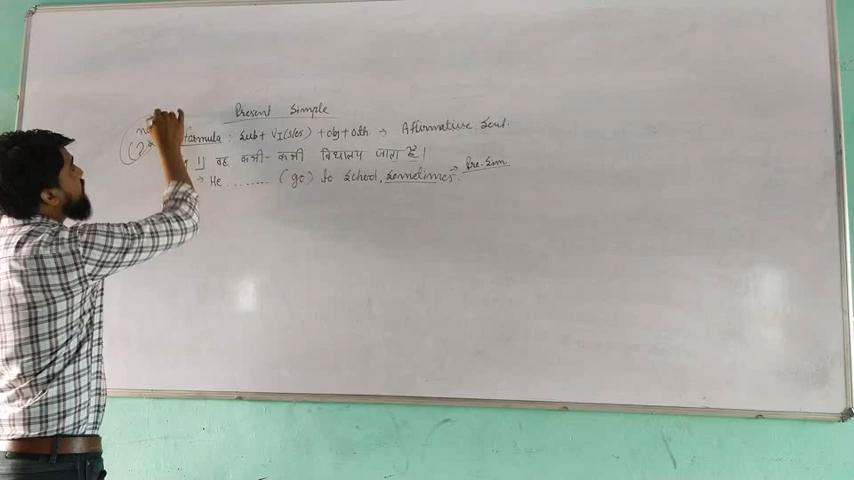 Present Simple
Formula : Sub + V1(s/es) + obj + oth → Affirmative Sent.
1] वह कभी-कभी विद्यालय जाता है।
→ He ........ (go) to school, sometimes. → Pre. Sim.